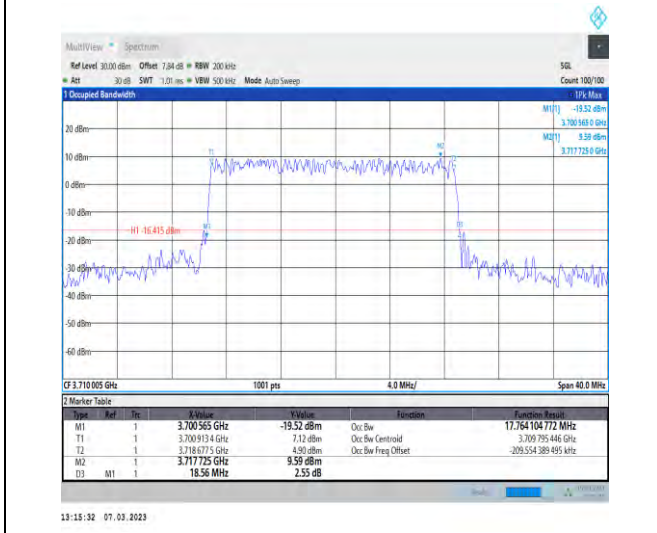 MultiView Spectrum
Ref Level 30.00 dBm Offset 7.84 dB RBW 200 kHz SGL
Att 30 dB SWT 1.01 ms VBW 500 kHz Mode Auto Sweep Count 100/100
1 Occupied Bandwidth 1Pk Max
M1[1] -19.52 dBm
3.700 565 0 GHz
M2[1] 9.59 dBm
3.717 725 0 GHz
20 dBm
M2
T1
10 dBm
0 dBm
-10 dBm
H1 -16.415 dBm
M1
D3
-20 dBm
-30 dBm
-40 dBm
-50 dBm
-60 dBm
CF 3.710 005 GHz 1001 pts 4.0 MHz/ Span 40.0 MHz
2 Marker Table
Type Ref Trc X-Value Y-Value Function Function Result
M1 1 3.700 565 GHz -19.52 dBm Occ Bw 17.764 104 772 MHz
T1 1 3.700 913 4 GHz 7.12 dBm Occ Bw Centroid 3.709 795 446 GHz
T2 1 3.718 677 5 GHz 4.90 dBm Occ Bw Freq Offset -209.554 389 495 kHz
M2 1 3.717 725 GHz 9.59 dBm
D3 M1 1 18.56 MHz 2.55 dB
13:15:32 07.03.2023